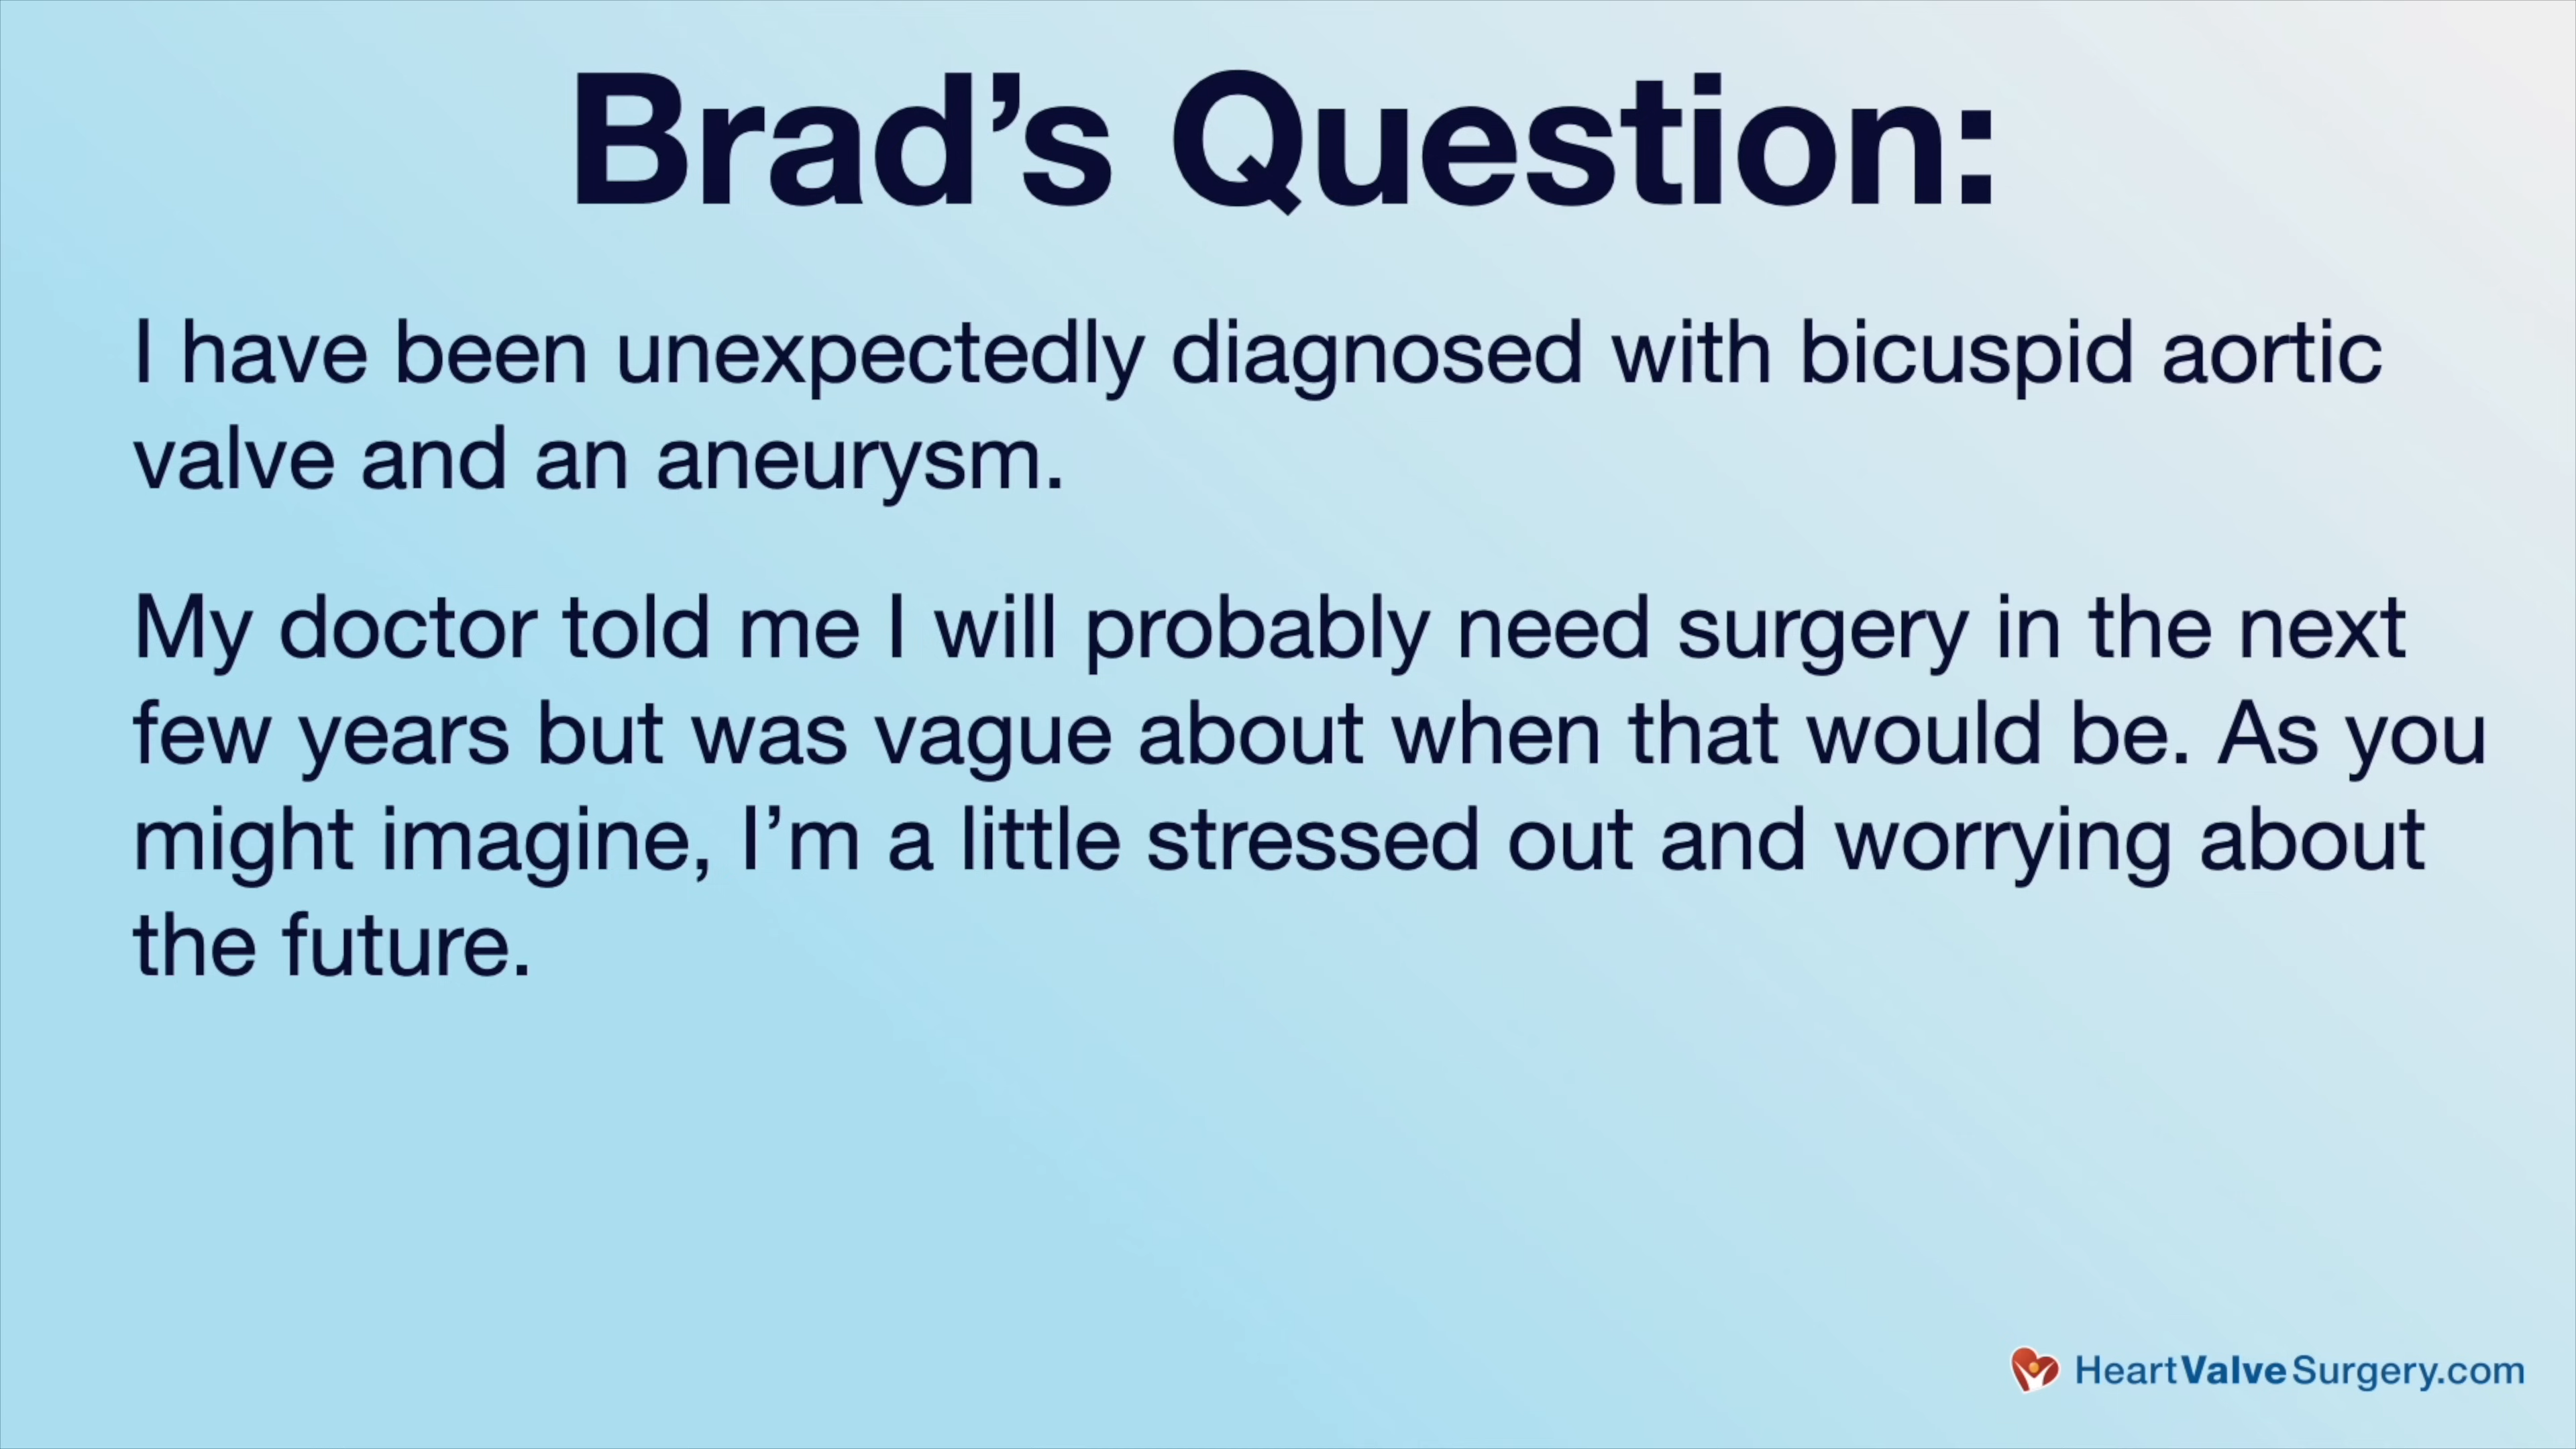 Brad’s Question:
I have been unexpectedly diagnosed with bicuspid aortic
valve and an aneurysm.
My doctor told me I will probably need surgery in the next
few years but was vague about when that would be. As you
might imagine, I’m a little stressed out and worrying about
the future.
HeartValveSurgery.com